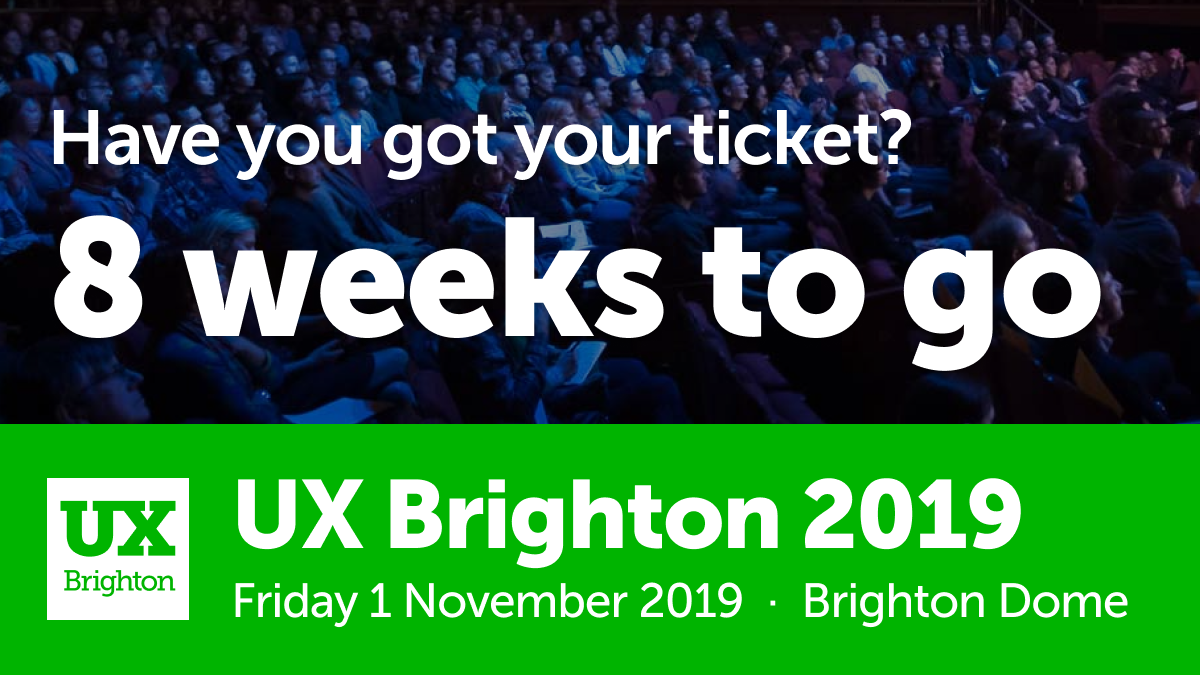 Have you got your ticket?
8 weeks to go
UX
Brighton
UX Brighton 2019
Friday 1 November 2019 · Brighton Dome